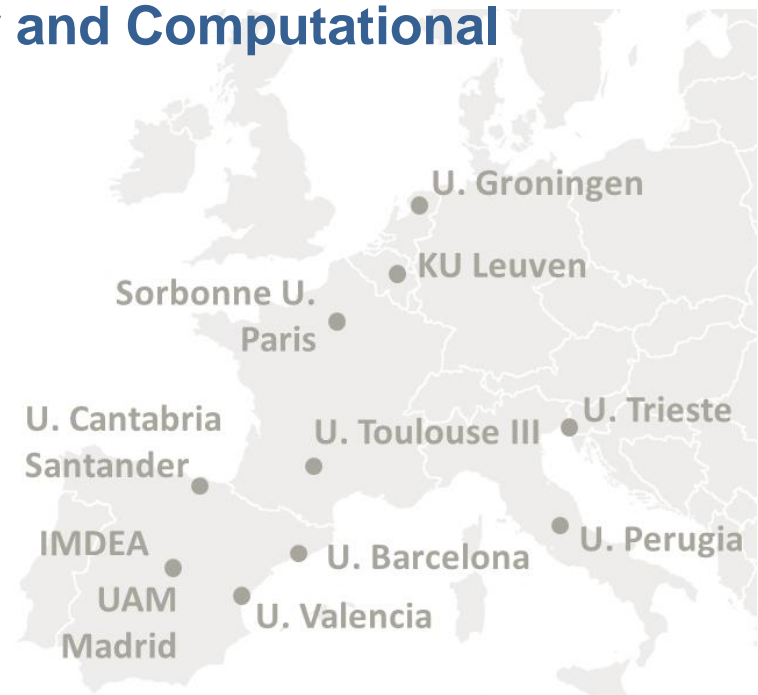 and Computational
U. Groningen
KU Leuven
Sorbonne U.
Paris
U. Cantabria
Santander
U. Toulouse III
U. Trieste
IMDEA
UAM
Madrid
U. Barcelona
U. Valencia
U. Perugia